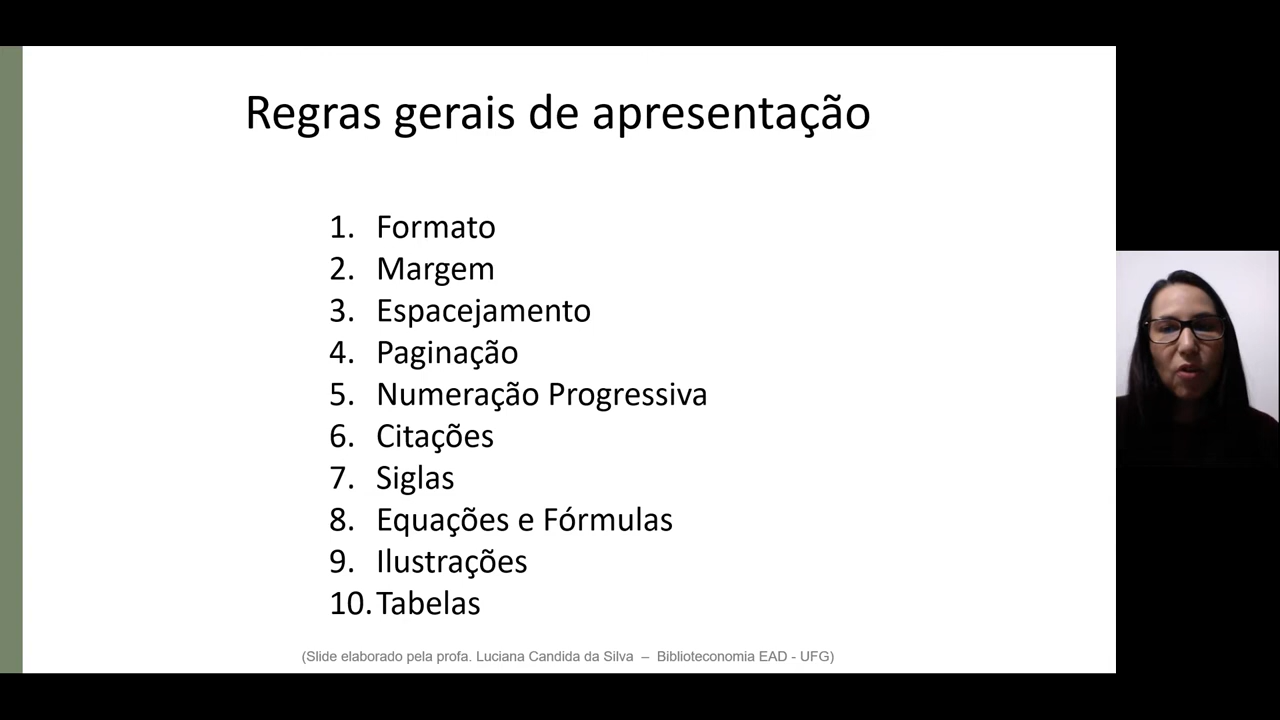 Regras gerais de apresentação
1. Formato
2. Margem
3. Espacejamento
4. Paginação
5. Numeração Progressiva
6. Citações
7. Siglas
8. Equações e Fórmulas
9. Ilustrações
10. Tabelas
(Slide elaborado pela profa. Luciana Candida da Silva – Biblioteconomia EAD - UFG)